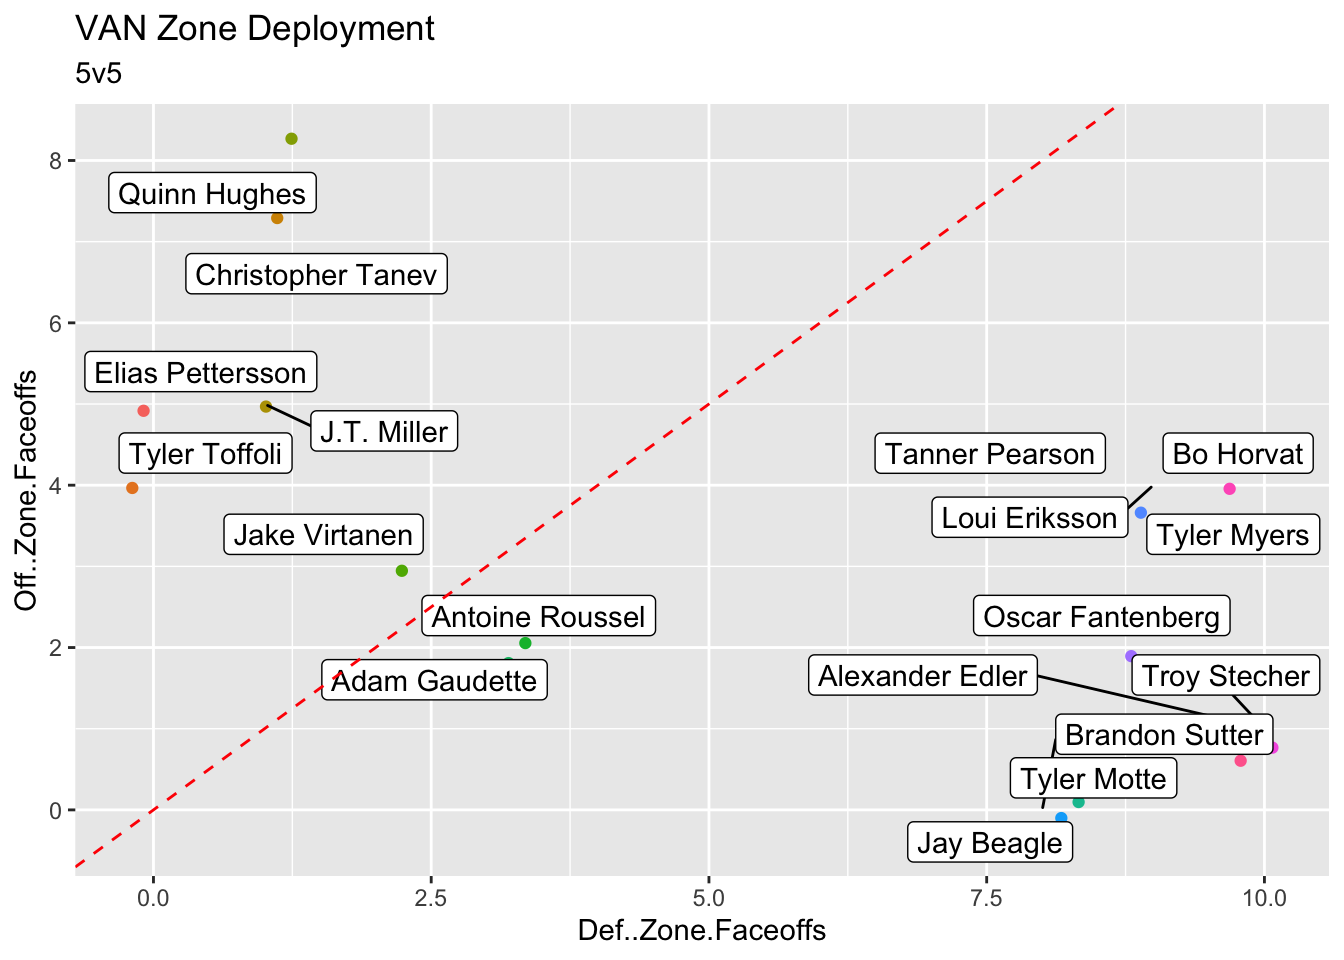 VAN Zone Deployment
5v5
Off..Zone.Faceoffs
8
6
4
2
0
Quinn Hughes
Christopher Tanev
Elias Pettersson
J.T. Miller
Tyler Toffoli
Tanner Pearson
Bo Horvat
Loui Eriksson
Jake Virtanen
Tyler Myers
Antoine Roussel
Oscar Fantenberg
Adam Gaudette
Alexander Edler
Troy Stecher
Brandon Sutter
Tyler Motte
Jay Beagle
0.0
2.5
5.0
7.5
10.0
Def..Zone.Faceoffs